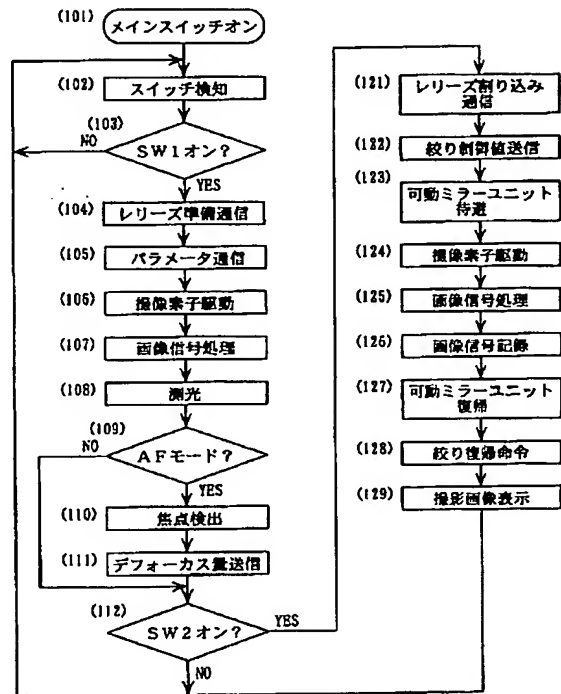 (101)
メインスイッチオン
(102)
スイッチ検知
(103)
NO
SW1オン?
YES
(104)
レリーズ準備通信
(105)
パラメータ通信
(106)
撮像素子駆動
(107)
画像信号処理
(108)
測光
(109)
NO
AFモード?
YES
(110)
焦点検出
(111)
デフォーカス量送信
(112)
SW2オン?
YES
NO
(121)
レリーズ割り込み
通信
(122)
絞り制御値送信
(123)
可動ミラーユニット
待避
(124)
撮像素子駆動
(125)
画像信号処理
(126)
画像信号記録
(127)
可動ミラーユニット
復帰
(128)
絞り復帰命令
(129)
撮影画像表示